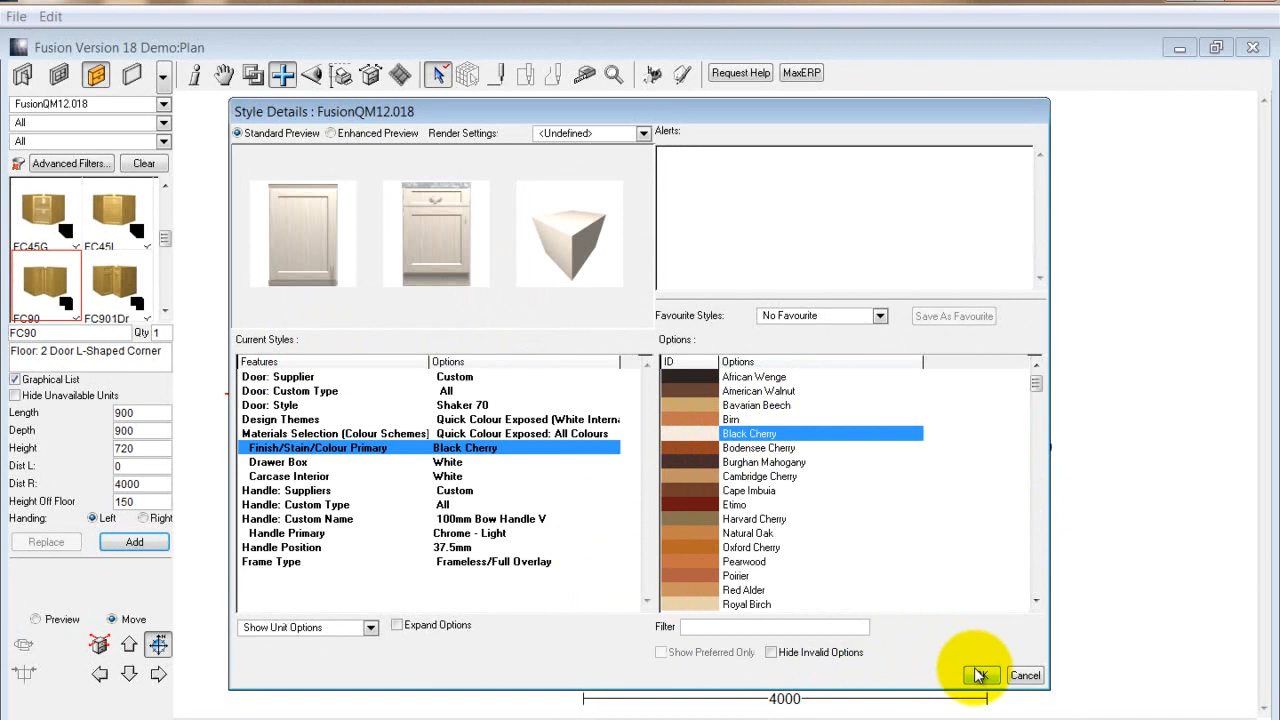 File Edit
Fusion Version 18 Demo:Plan
Request Help MaxERP
FusionQM12.018
All
All
Advanced Filters... Clear
FC45G FC45L
FC90 FC901Dr
FC90 Qty 1
Floor: 2 Door L-Shaped Corner
Graphical List
Hide Unavailable Units
Length 900
Depth 900
Height 720
Dist L: 0
Dist R: 4000
Height Off Floor 150
Handing: Left Right
Replace Add
Preview Move
Style Details : FusionQM12.018
Standard Preview Enhanced Preview Render Settings: <Undefined> Alerts:
Favourite Styles: No Favourite Save As Favourite
Current Styles :
Features Options
Door: Supplier Custom
Door: Custom Type All
Door: Style Shaker 70
Design Themes Quick Colour Exposed (White Interna
Materials Selection (Colour Schemes) Quick Colour Exposed: All Colours
Finish/Stain/Colour Primary Black Cherry
Drawer Box White
Carcase Interior White
Handle: Suppliers Custom
Handle: Custom Type All
Handle: Custom Name 100mm Bow Handle V
Handle Primary Chrome - Light
Handle Position 37.5mm
Frame Type Frameless/Full Overlay
Show Unit Options Expand Options
Options :
ID Options
African Wenge
American Walnut
Bavarian Beech
Birn
Black Cherry
Bodensee Cherry
Burghan Mahogany
Cambridge Cherry
Cape Imbuia
Etimo
Harvard Cherry
Natural Oak
Oxford Cherry
Pearwood
Poirier
Red Alder
Royal Birch
Filter
Show Preferred Only Hide Invalid Options
Cancel
4000